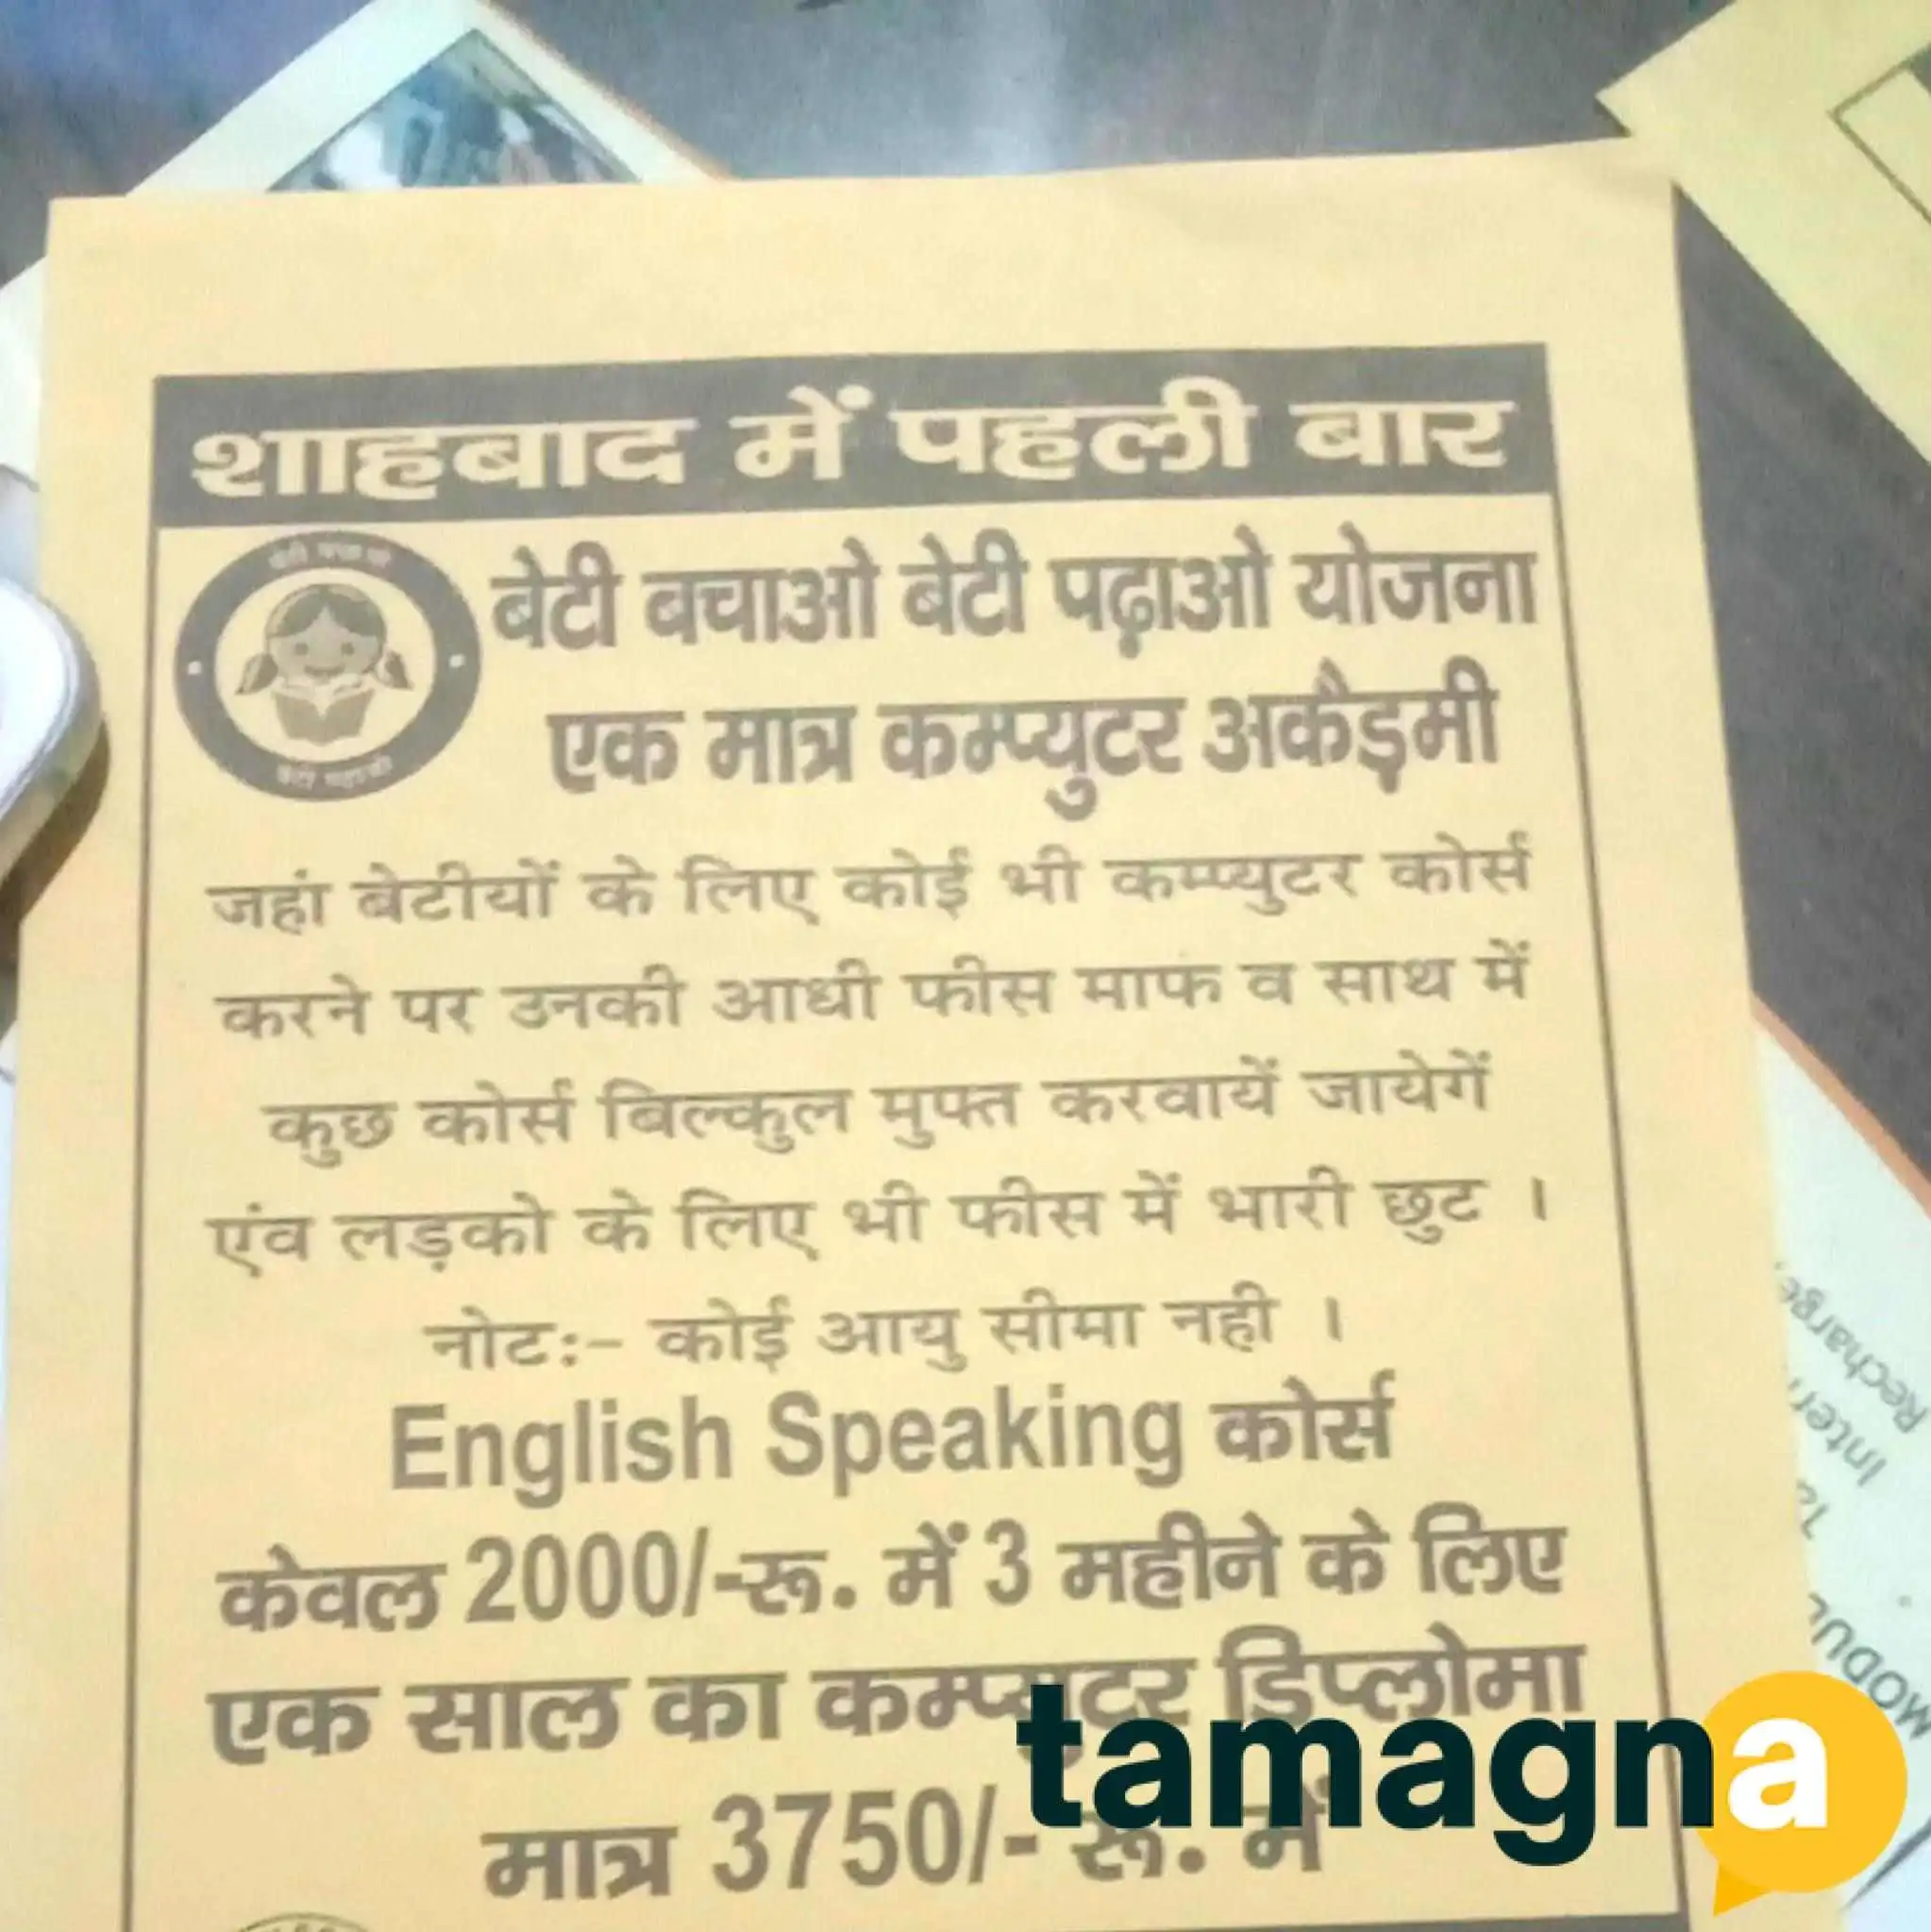 शाहबाद में पहली बार
बेटी बचाओ बेटी पढ़ाओ योजना
एक मात्र कम्प्युटर अकैड़मी
जहां बेटीयों के लिए कोई भी कम्प्युटर कोर्स
करने पर उनकी आधी फीस माफ व साथ में
कुछ कोर्स बिल्कुल मुफ्त करवायें जायेगें
एंव लड़को के लिए भी फीस में भारी छुट ।
नोट:- कोई आयु सीमा नही ।
English Speaking कोर्स
केवल 2000/-रू. में 3 महीने के लिए
एक साल का कम्प्युटर डिप्लोमा
मात्र 3750/- रू. में
tamagna
Recharge,